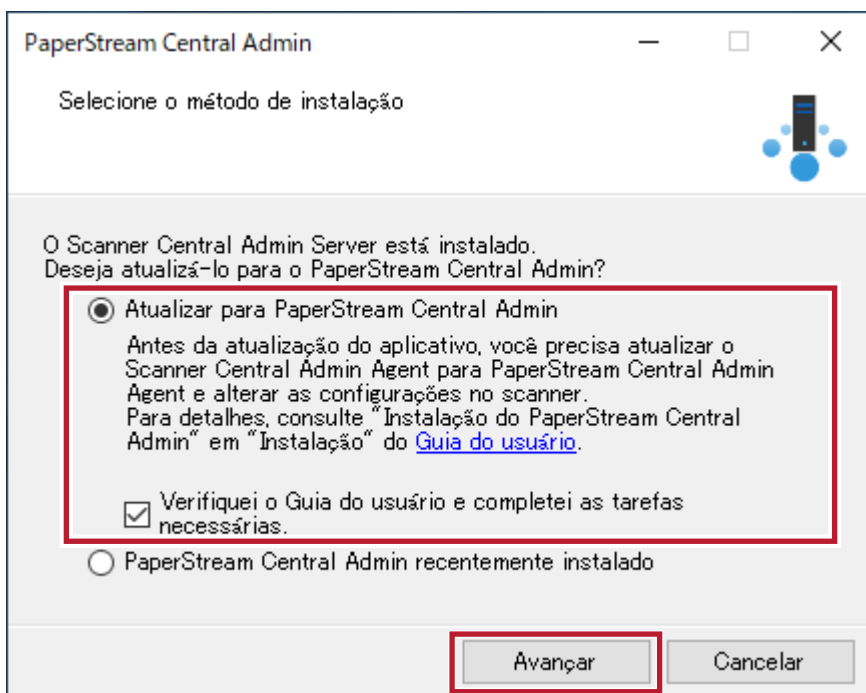 PaperStream Central Admin
Selecione o método de instalação
O Scanner Central Admin Server está instalado.
Deseja atualizá-lo para o PaperStream Central Admin?
Atualizar para PaperStream Central Admin
Antes da atualização do aplicativo, você precisa atualizar o
Scanner Central Admin Agent para PaperStream Central Admin
Agent e alterar as configurações no scanner.
Para detalhes, consulte "Instalação do PaperStream Central
Admin" em "Instalação" do Guia do usuário.
Verifiquei o Guia do usuário e completei as tarefas
necessárias.
PaperStream Central Admin recentemente instalado
Avançar
Cancelar